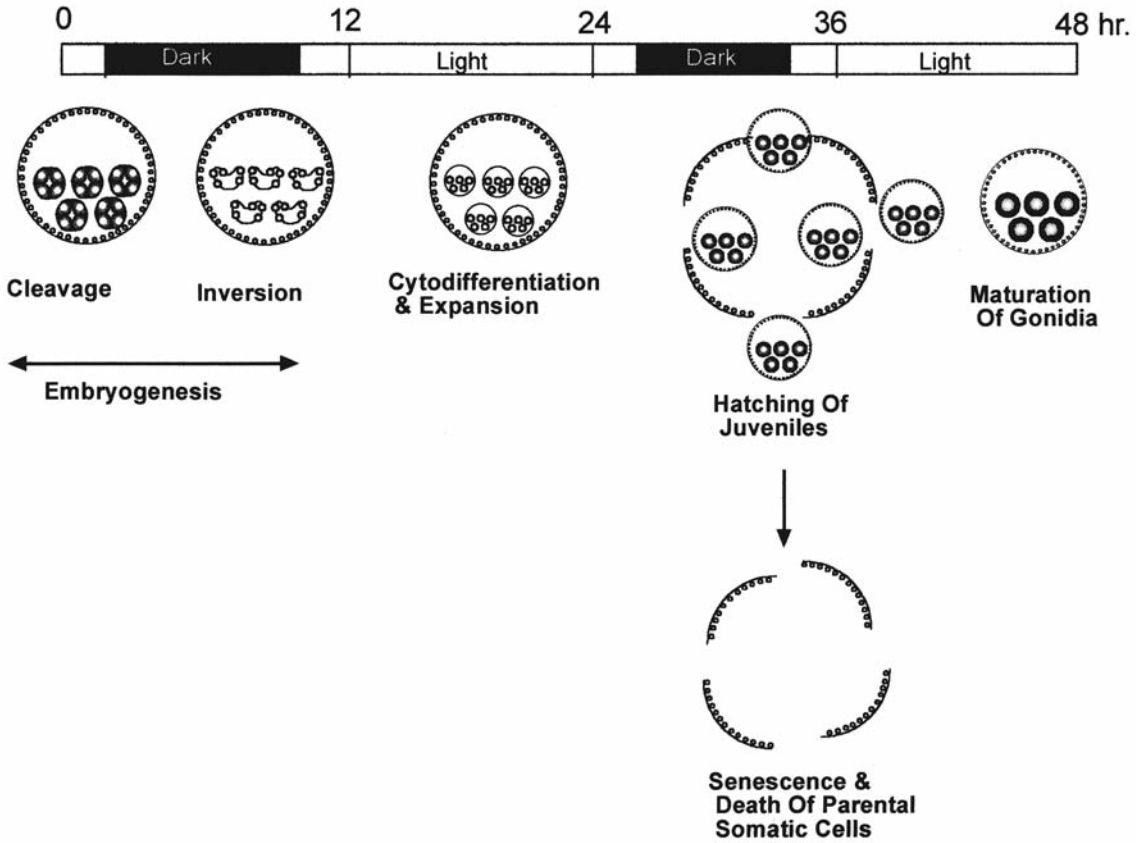 0 12 24 36 48 hr.
Dark Light Dark Light
Cleavage
Inversion
Cytodifferentiation
& Expansion
Maturation
Of Gonidia
Embryogenesis
Hatching Of
Juveniles
Senescence &
Death Of Parental
Somatic Cells